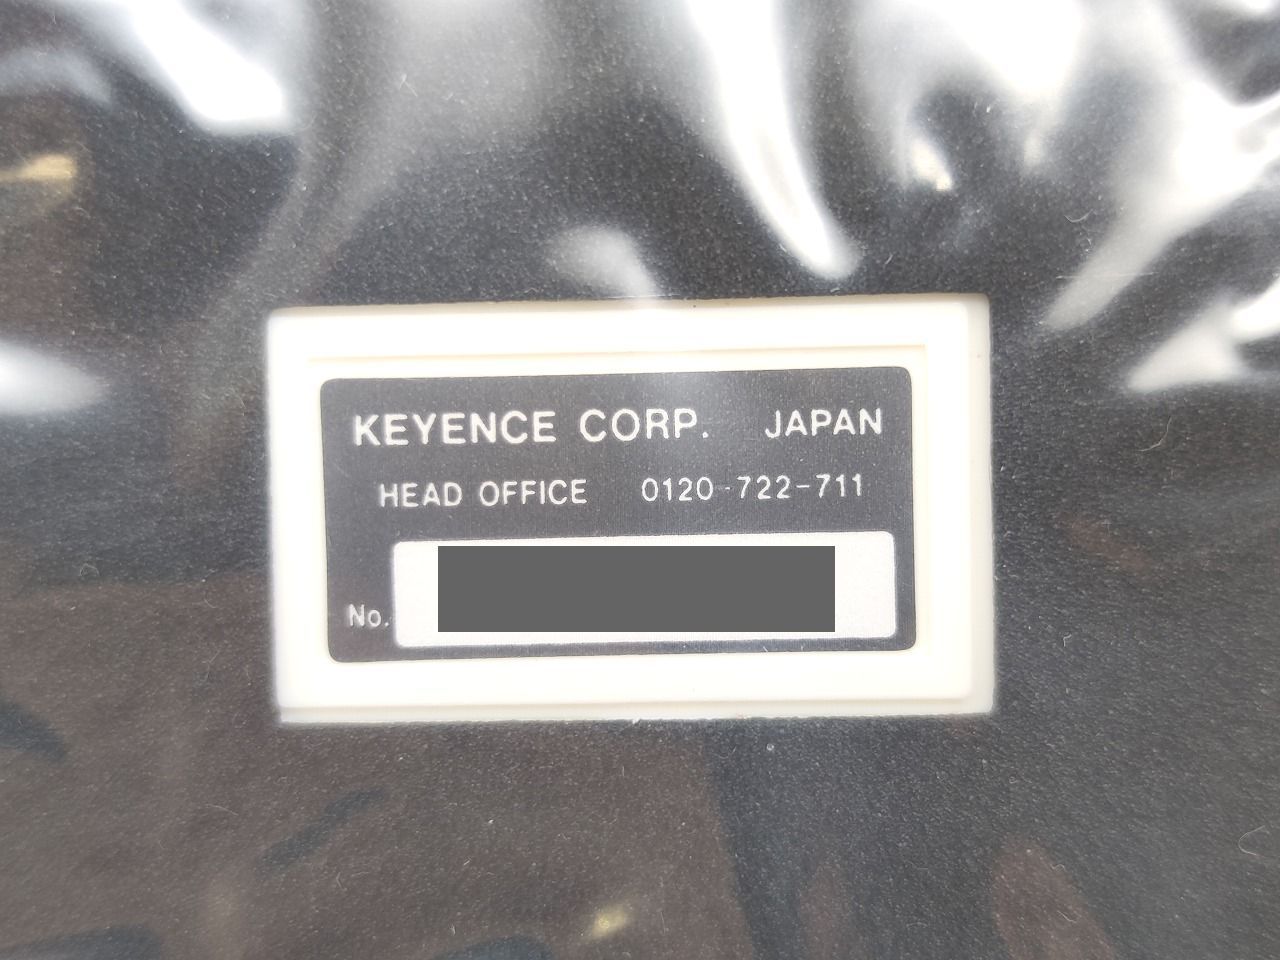 KEYENCE CORP. JAPAN
HEAD OFFICE 0120-722-711
No.